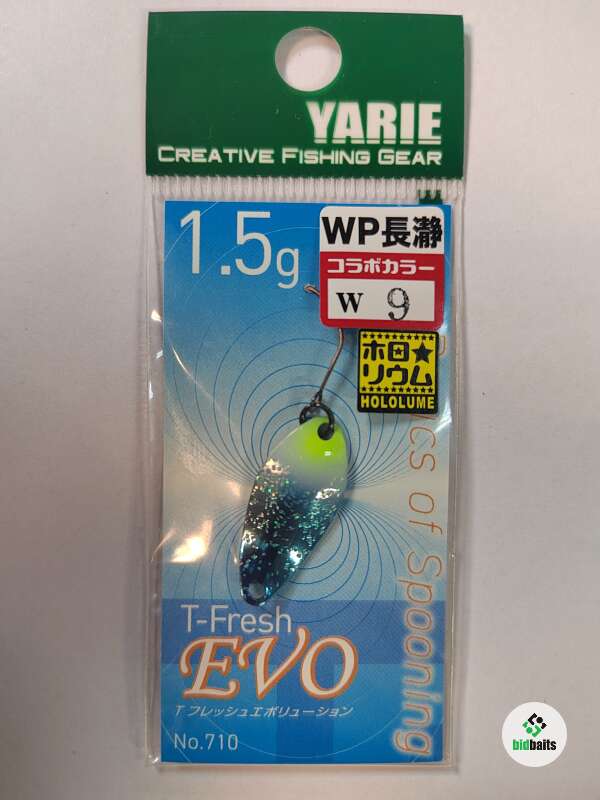 YARIE
CREATIVE FISHING GEAR
1.5g
WP長瀞
コラボカラー
W 9
ホロ★
リウム
HOLOLUME
of Spooning
T-Fresh
EVO
T フレッシュエボリューション
No.710
bidbaits